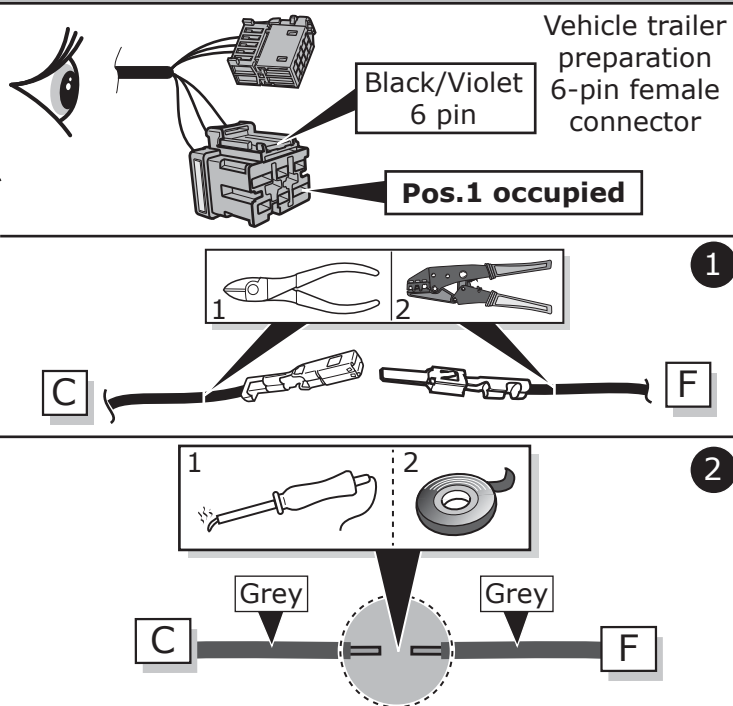 Vehicle trailer
preparation
6-pin female
connector
Black/Violet
6 pin
Pos.1 occupied
1
1
2
C
F
2
1
2
Grey
Grey
C
F